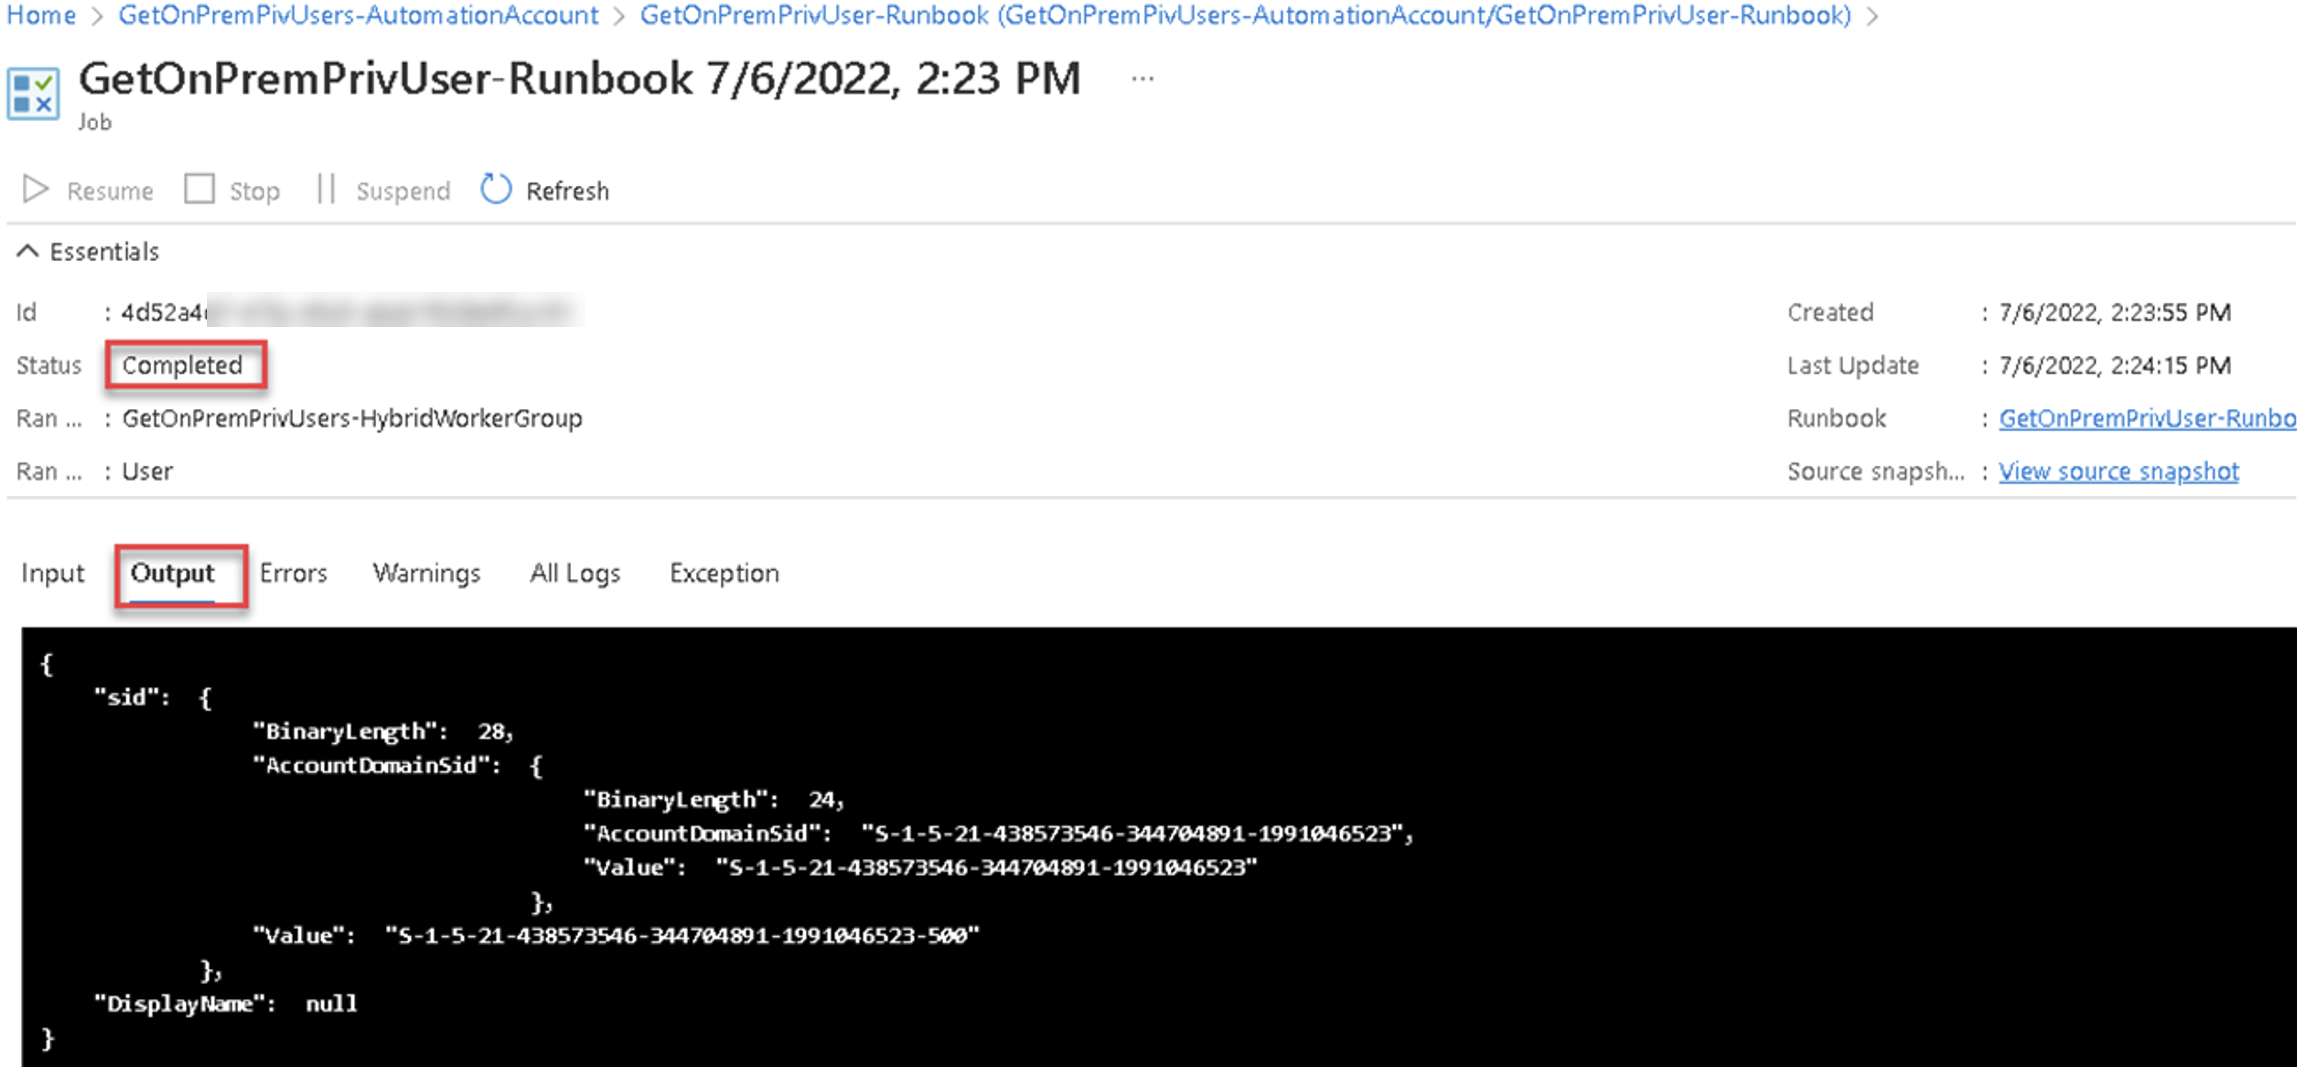 Home > GetOnPremPivUsers-AutomationAccount > GetOnPremPrivUser-Runbook (GetOnPremPivUsers-AutomationAccount/GetOnPremPrivUser-Runbook) >
GetOnPremPrivUser-Runbook 7/6/2022, 2:23 PM ...
Job
Resume Stop Suspend Refresh
Essentials
Id : 4d52a4 Created : 7/6/2022, 2:23:55 PM
Status Completed Last Update : 7/6/2022, 2:24:15 PM
Ran ... : GetOnPremPrivUsers-HybridWorkerGroup Runbook : GetOnPremPrivUser-Runbo
Ran ... : User Source snapsh... : View source snapshot
Input Output Errors Warnings All Logs Exception
{
"sid": {
"BinaryLength": 28,
"AccountDomainSid": {
"BinaryLength": 24,
"AccountDomainSid": "S-1-5-21-438573546-344704891-1991046523",
"Value": "S-1-5-21-438573546-344704891-1991046523"
},
"Value": "S-1-5-21-438573546-344704891-1991046523-500"
},
"DisplayName": null
}